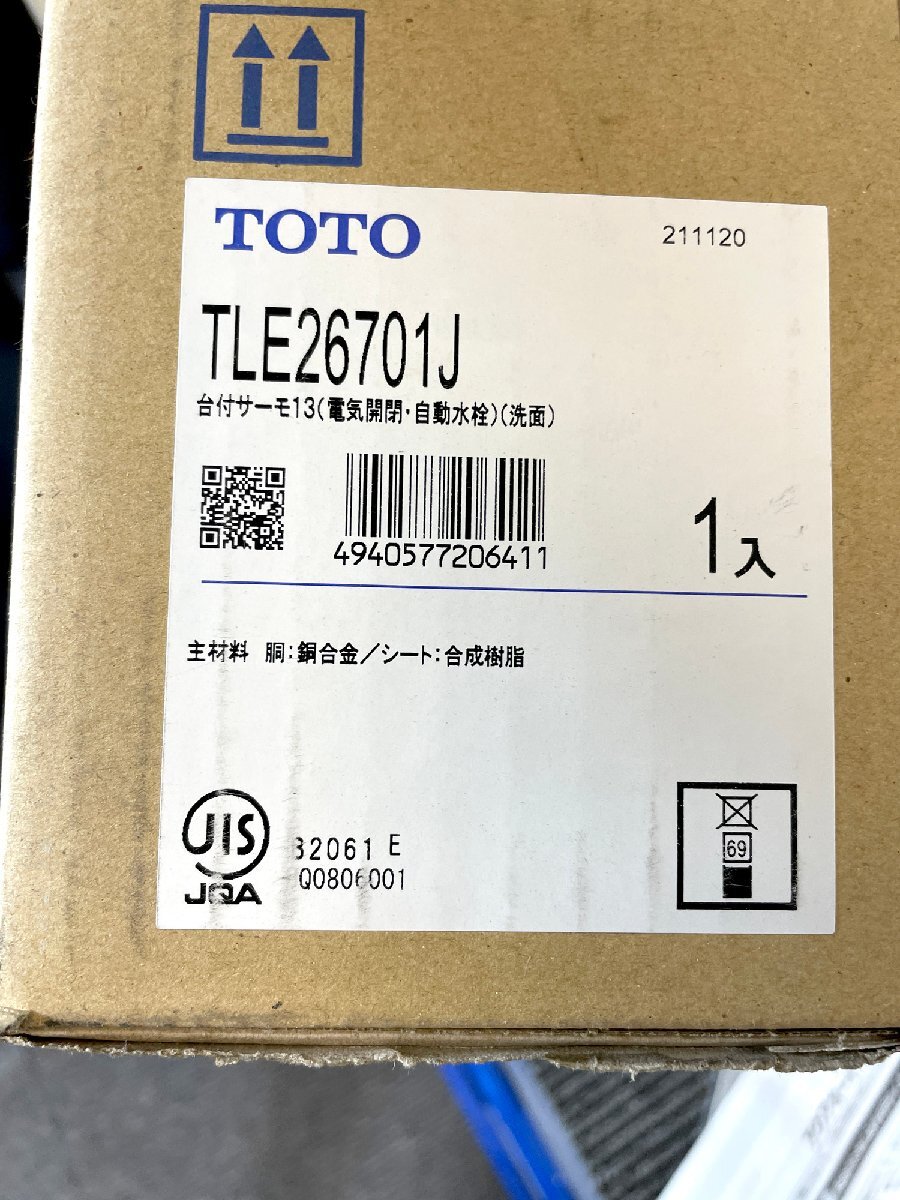 TOTO
211120
TLE26701J
台付サーモ13(電気開閉・自動水栓)(洗面)
4940577206411
1入
主材料 胴:銅合金/シート:合成樹脂
JIS
JQA
2061 E
Q0806001
69